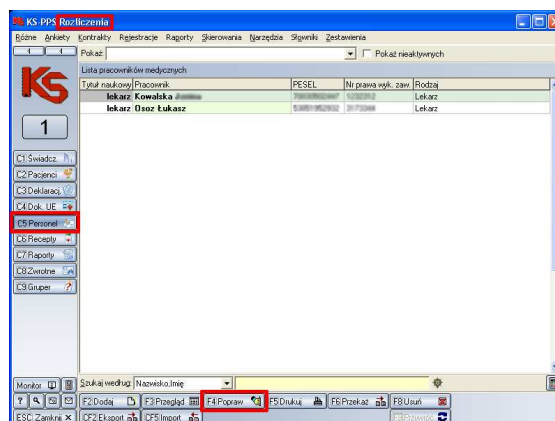 KS-PPS Rozliczenia
Różne Ankiety Kontrakty Rejestracje Raporty Skierowania Narzędzia Słowniki Zestawienia
Pokaż Pokaż nieaktywnych
Lista pracowników medycznych
Tytuł naukowy Pracownik PESEL Nr prawa wyk. zaw. Rodzaj
lekarz Kowalska Lekarz
lekarz Osoz Łukasz Lekarz
KS
1
C1 Świadcz.
C2 Pacjenci
C3 Deklaracj.
C4 Dok. UE
C5 Personel
C6 Recepty
C7 Raporty
C8 Zwrotne
C9 Gruper
Monitor Szukaj według: Nazwisko,Imię
F2 Dodaj F3 Przegląd F4 Popraw F5 Drukuj F6 Przekaż F8 Usuń
ESC Zamknij CF2 Eksport CF5 Import